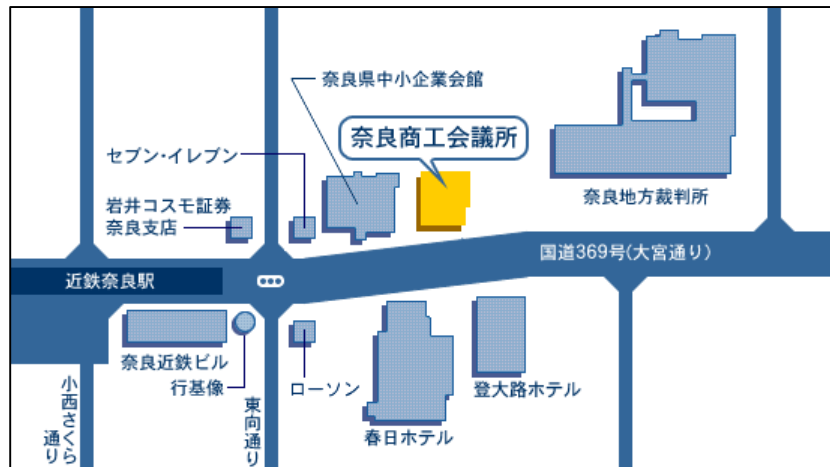 奈良県中小企業会館
奈良商工会議所
セブン・イレブン
岩井コスモ証券
奈良支店
奈良地方裁判所
国道369号(大宮通り)
近鉄奈良駅
奈良近鉄ビル
行基像
ローソン
登大路ホテル
春日ホテル
小西さくら
通り
東向通り